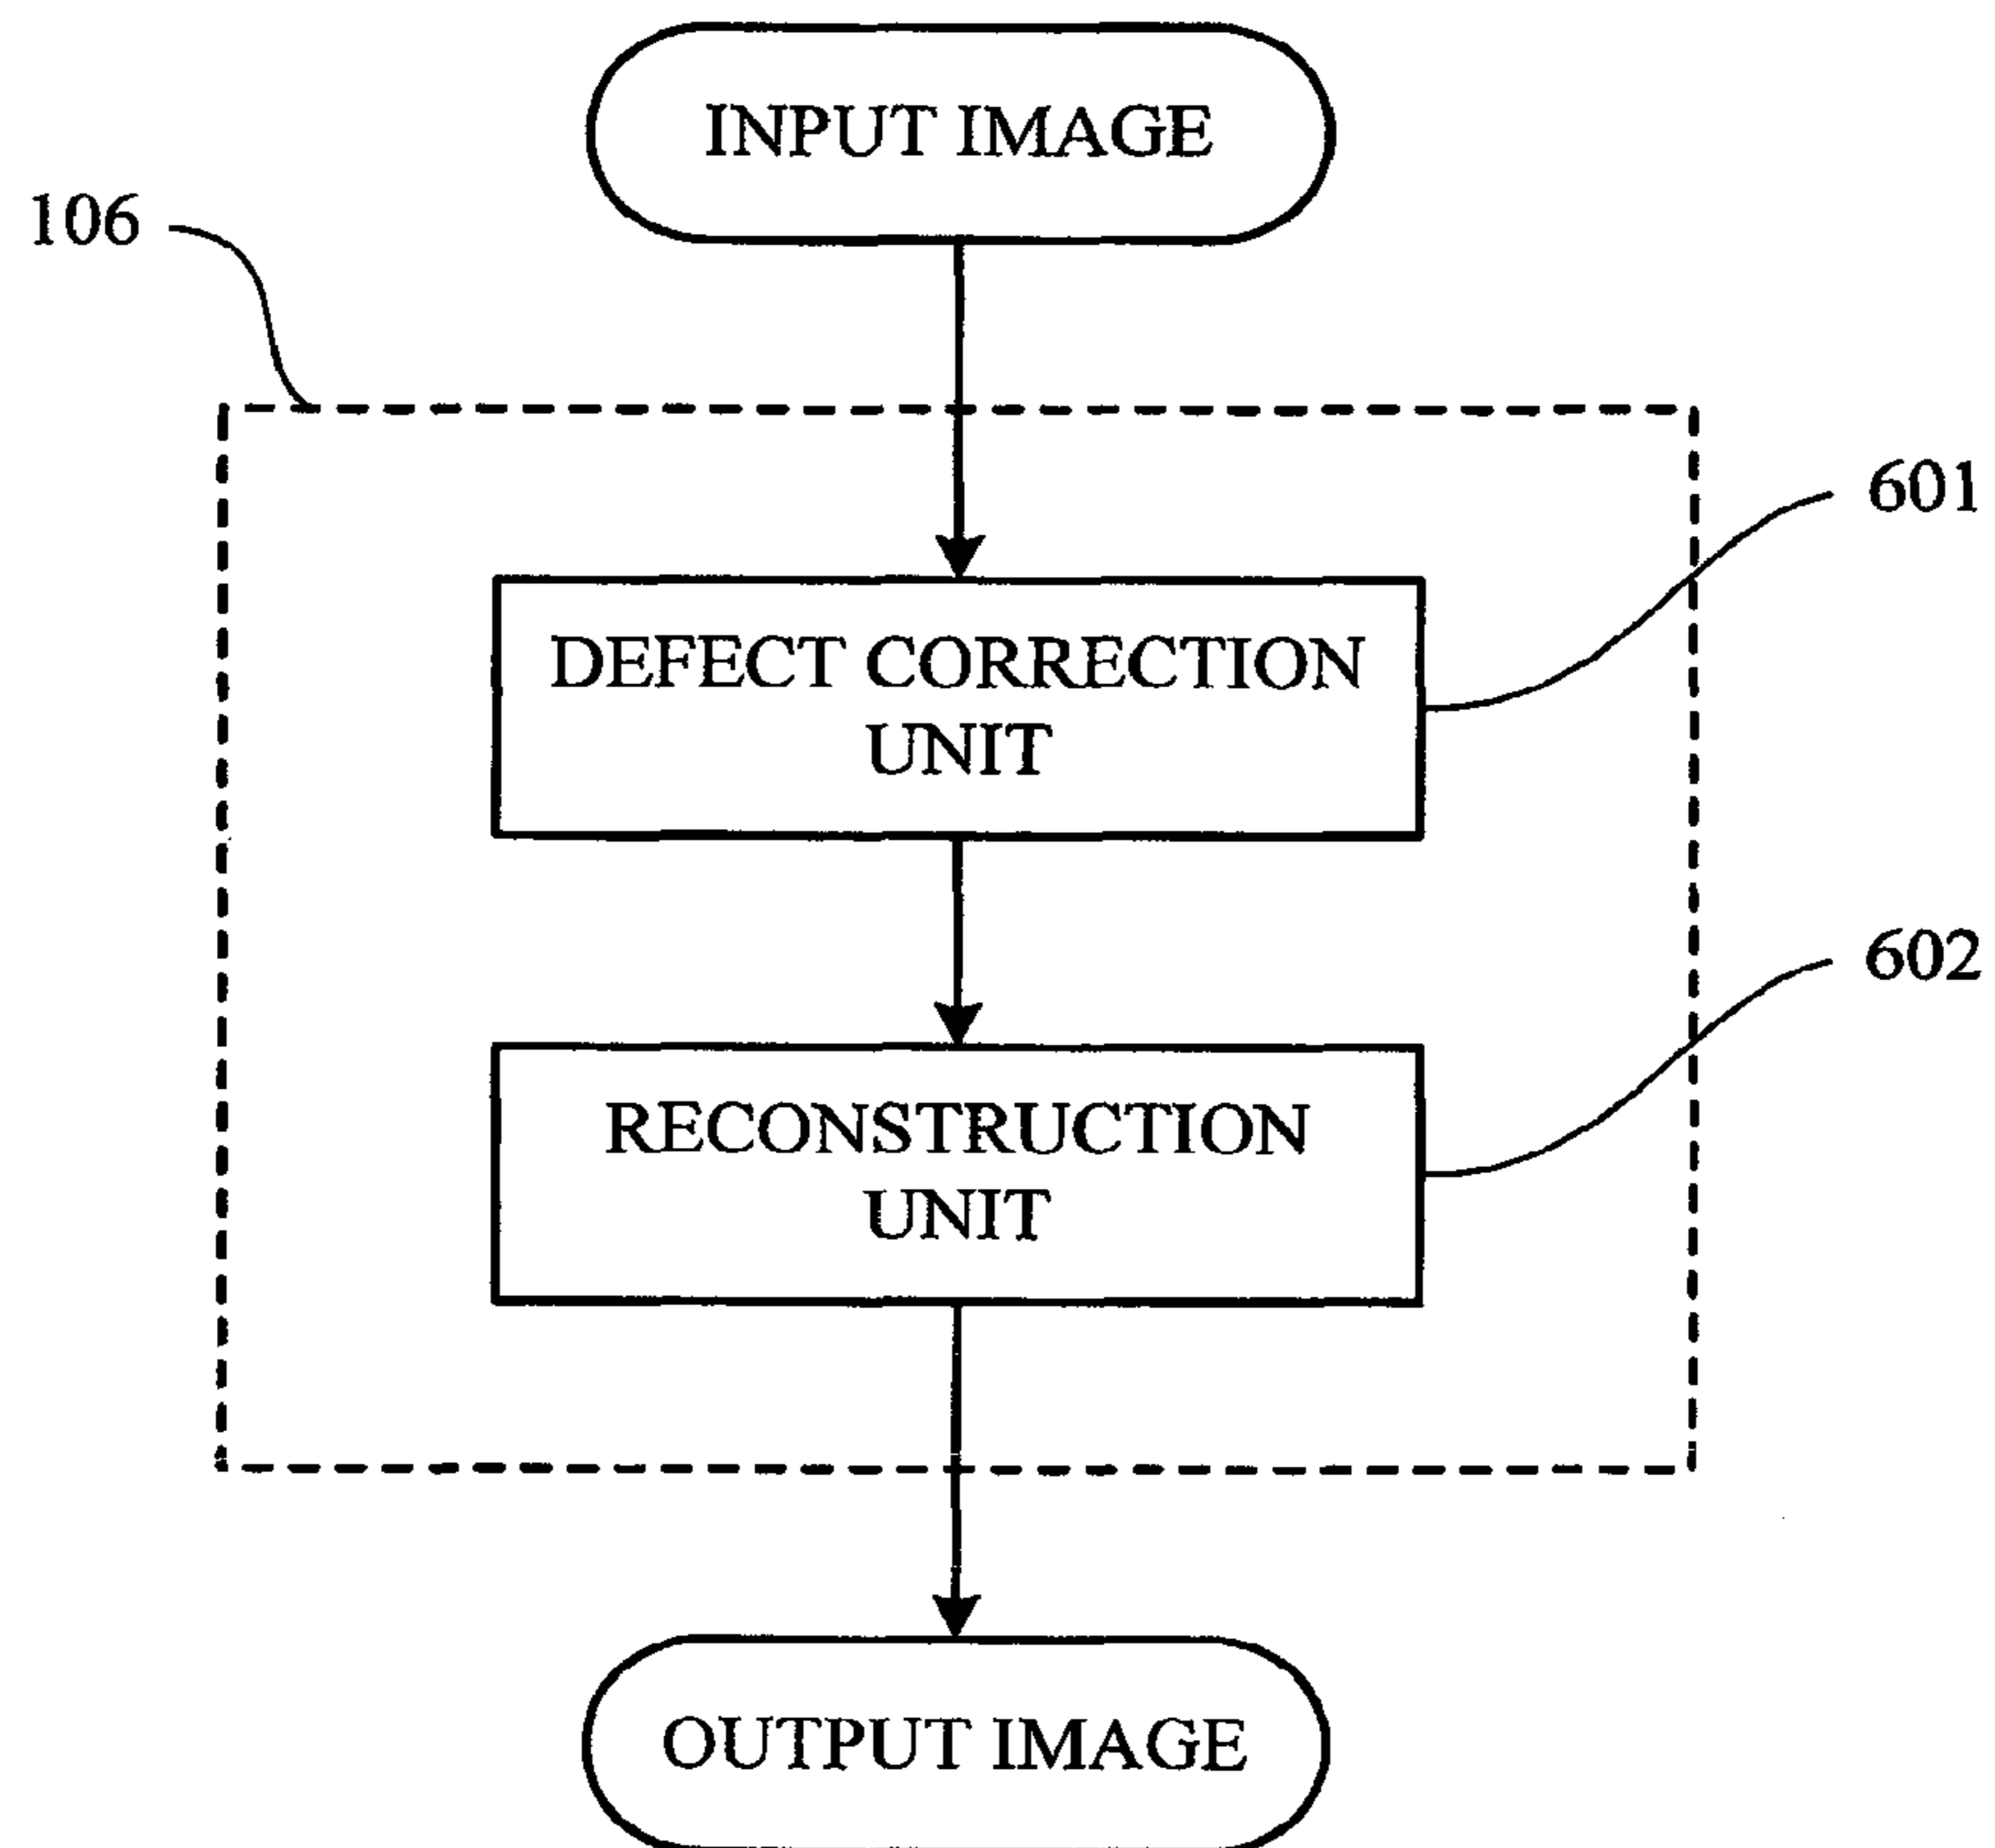 INPUT IMAGE
106
601
DEFECT CORRECTION
UNIT
602
RECONSTRUCTION
UNIT
OUTPUT IMAGE